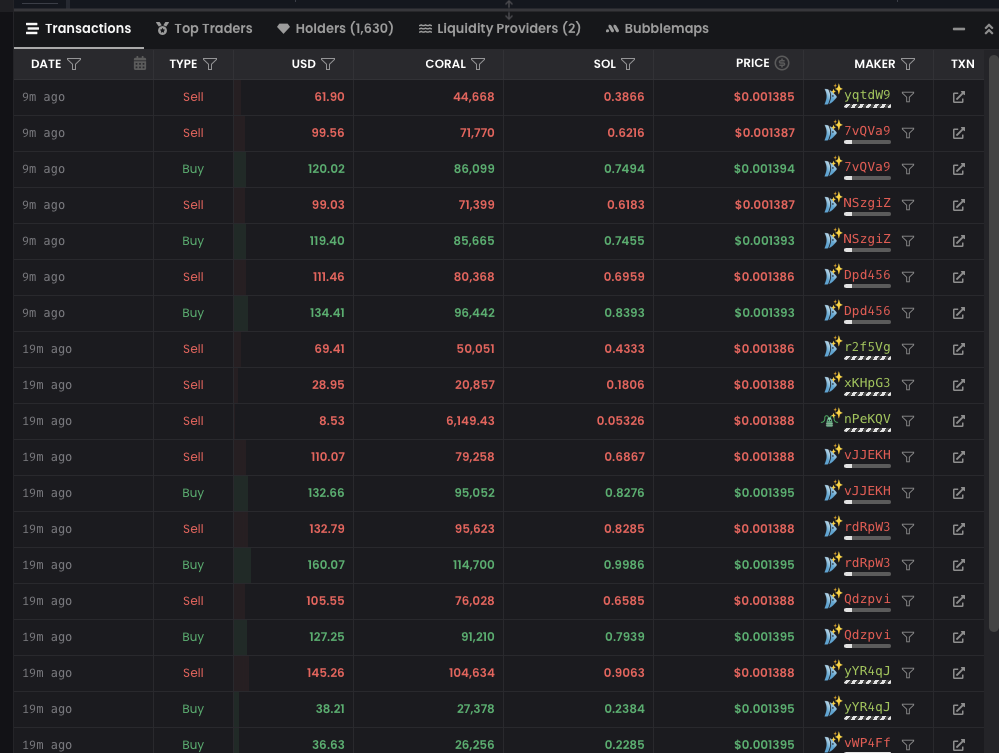 Transactions Top Traders Holders (1,630) Liquidity Providers (2) Bubblemaps
DATE TYPE USD CORAL SOL PRICE $ MAKER TXN
9m ago Sell 61.90 44,668 0.3866 $0.001385 yqtdW9
9m ago Sell 99.56 71,770 0.6216 $0.001387 7vQVa9
9m ago Buy 120.02 86,099 0.7494 $0.001394 7vQVa9
9m ago Sell 99.03 71,399 0.6183 $0.001387 NSzgiZ
9m ago Buy 119.40 85,665 0.7455 $0.001393 NSzgiZ
9m ago Sell 111.46 80,368 0.6959 $0.001386 Dpd456
9m ago Buy 134.41 96,442 0.8393 $0.001393 Dpd456
19m ago Sell 69.41 50,051 0.4333 $0.001386 r2f5Vg
19m ago Sell 28.95 20,857 0.1806 $0.001388 xKHpG3
19m ago Sell 8.53 6,149.43 0.05326 $0.001388 nPeKQV
19m ago Sell 110.07 79,258 0.6867 $0.001388 vJJEKH
19m ago Buy 132.66 95,052 0.8276 $0.001395 vJJEKH
19m ago Sell 132.79 95,623 0.8285 $0.001388 rdRpW3
19m ago Buy 160.07 114,700 0.9986 $0.001395 rdRpW3
19m ago Sell 105.55 76,028 0.6585 $0.001388 Qdzpvi
19m ago Buy 127.25 91,210 0.7939 $0.001395 Qdzpvi
19m ago Sell 145.26 104,634 0.9063 $0.001388 yYR4qJ
19m ago Buy 38.21 27,378 0.2384 $0.001395 yYR4qJ
19m ago Buy 36.63 26,256 0.2285 $0.001395 vWP4Ff